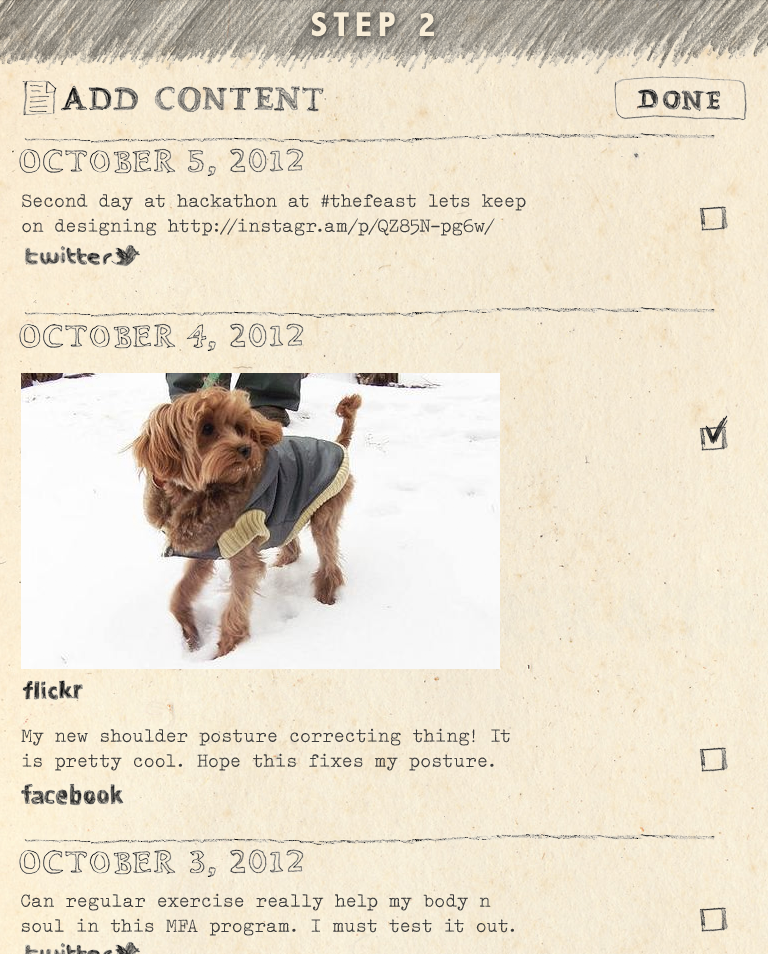 STEP 2
ADD CONTENT
DONE
OCTOBER 5, 2012
Second day at hackathon at #thefeast lets keep
on designing http://instagr.am/p/QZ85N-pg6w/
twitter
OCTOBER 4, 2012
flickr
My new shoulder posture correcting thing! It
is pretty cool. Hope this fixes my posture.
facebook
OCTOBER 3, 2012
Can regular exercise really help my body n
soul in this MFA program. I must test it out.
twitter